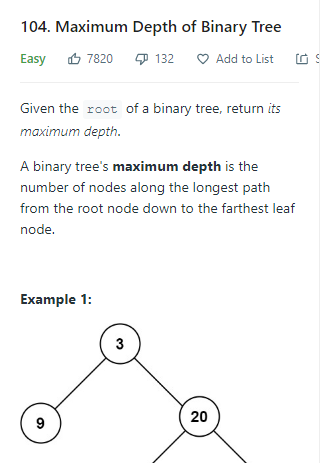 104. Maximum Depth of Binary Tree
Easy 7820 132 Add to List
Given the root of a binary tree, return its
maximum depth.
A binary tree's maximum depth is the
number of nodes along the longest path
from the root node down to the farthest leaf
node.
Example 1:
3
9 20